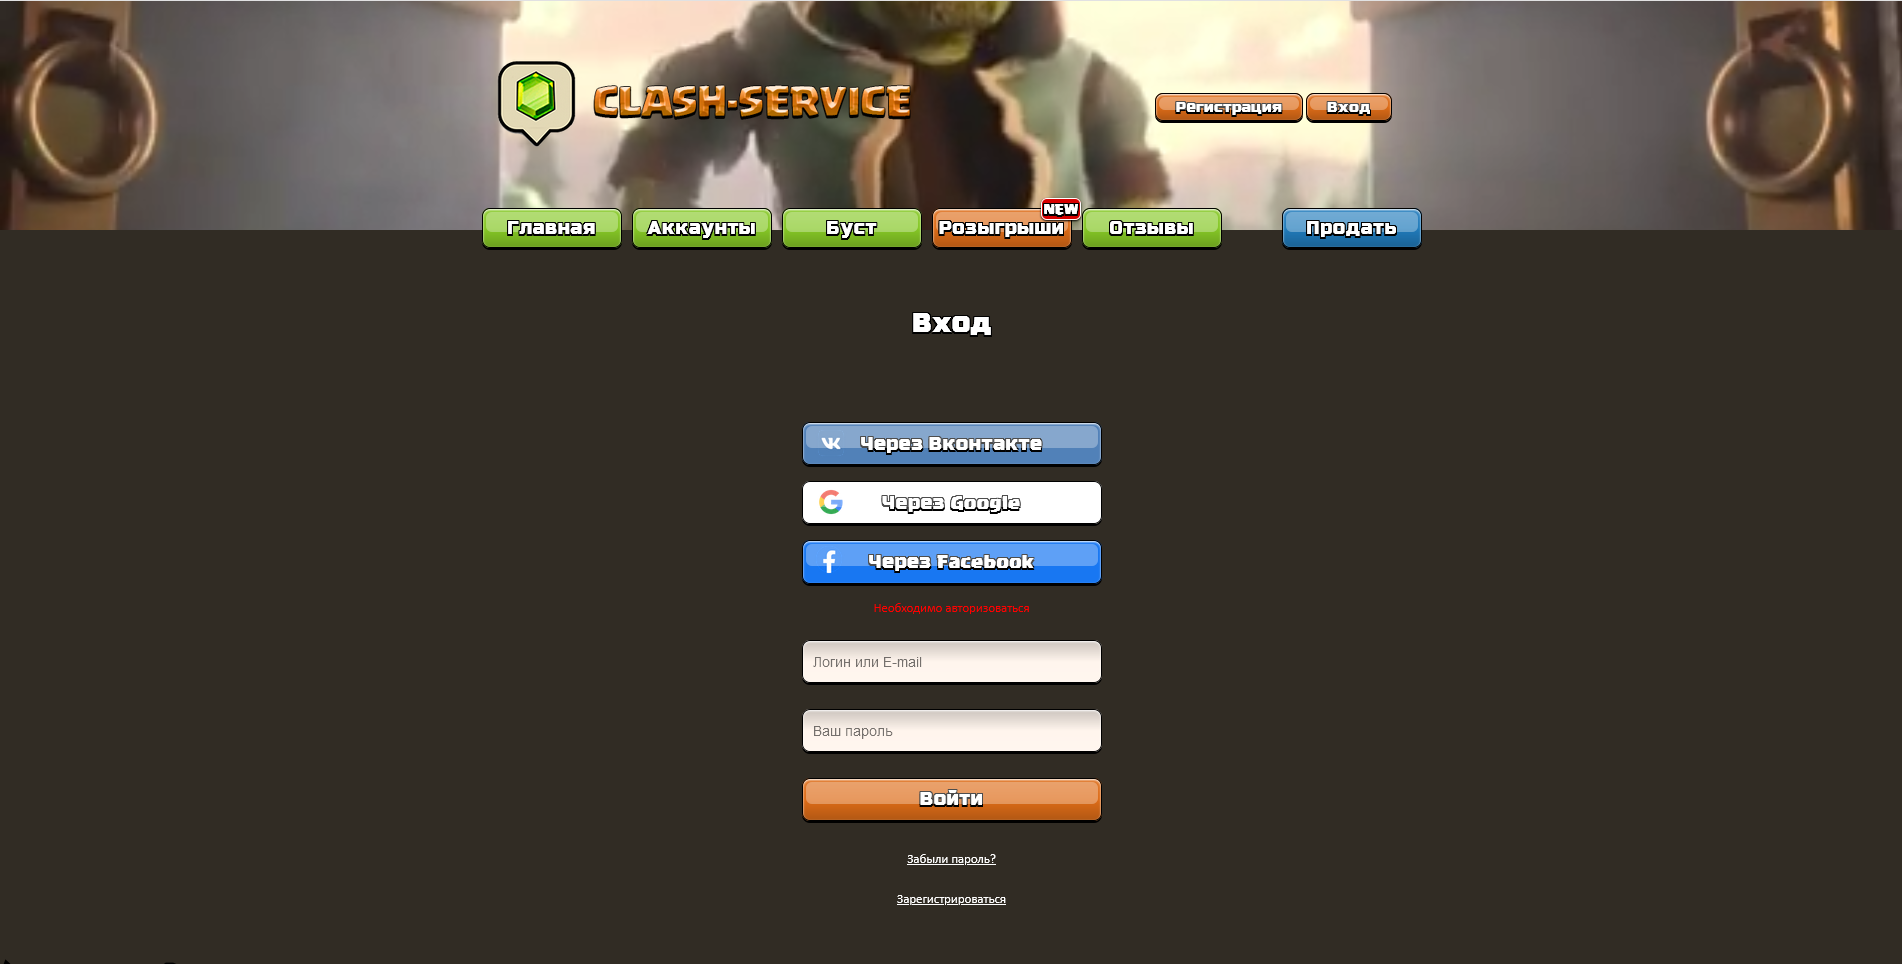 CLASH-SERVICE
Регистрация
Вход
NEW
Главная
Аккаунты
Буст
Розыгрыши
Отзывы
Продать
Вход
Через Вконтакте
Через Google
Через Facebook
Необходимо авторизоваться
Логин или E-mail
Ваш пароль
Войти
Забыли пароль?
Зарегистрироваться